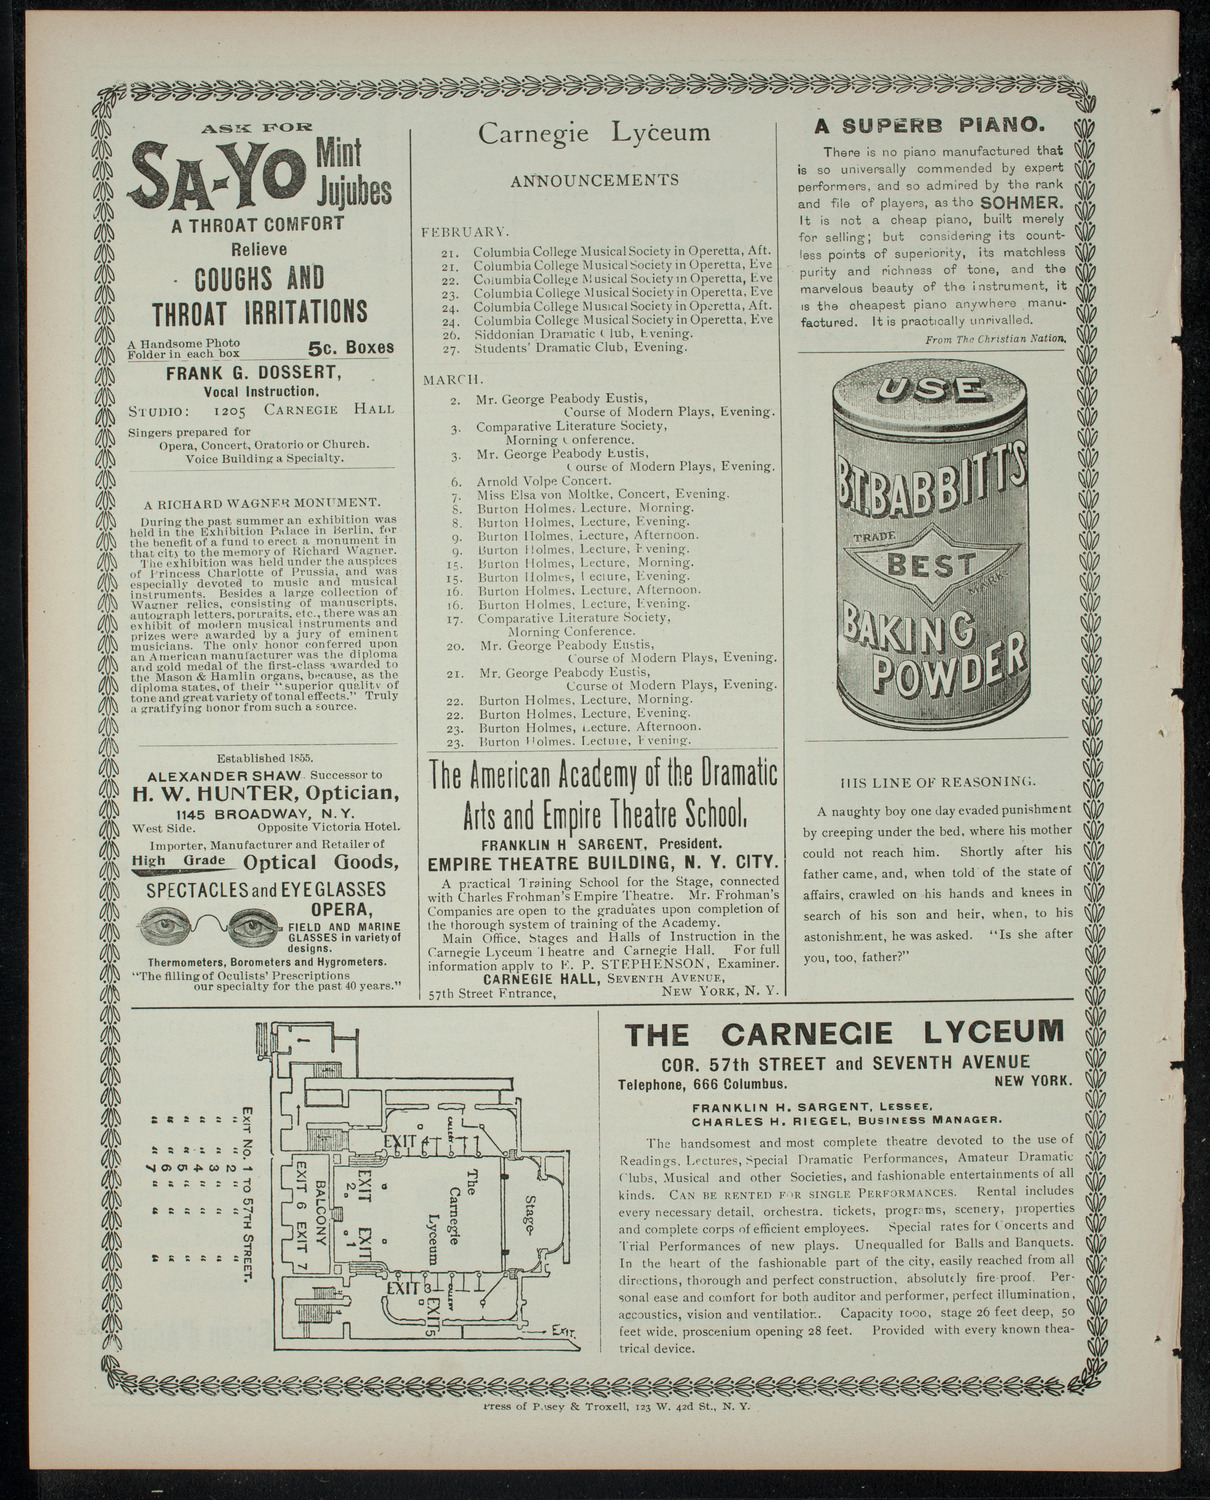 ASK FOR
SA-YO Mint
Jujubes
A THROAT COMFORT
Relieve
COUGHS AND
THROAT IRRITATIONS
A Handsome Photo
Folder in each box 5c. Boxes
FRANK G. DOSSERT,
Vocal Instruction,
STUDIO: 1205 CARNEGIE HALL
Singers prepared for
Opera, Concert, Oratorio or Church.
Voice Building a Specialty.
A RICHARD WAGNER MONUMENT.
During the past summer an exhibition was
held in the Exhibition Palace in Berlin, for
the benefit of a fund to erect a monument in
that city to the memory of Richard Wagner.
The exhibition was held under the auspices
of Princess Charlotte of Prussia, and was
especially devoted to music and musical
instruments. Besides a large collection of
Wagner relics, consisting of manuscripts,
autograph letters, portraits, etc., there was an
exhibit of modern musical instruments and
prizes were awarded by a jury of eminent
musicians. The only honor conferred upon
an American manufacturer was the diploma
and gold medal of the first-class awarded to
the Mason & Hamlin organs, because, as the
diploma states, of their "superior quality of
tone and great variety of tonal effects." Truly
a gratifying honor from such a source.
Established 1855.
ALEXANDER SHAW Successor to
H. W. HUNTER, Optician,
1145 BROADWAY, N.Y.
West Side. Opposite Victoria Hotel.
Importer, Manufacturer and Retailer of
High Grade Optical Goods,
SPECTACLES and EYEGLASSES
OPERA,
FIELD AND MARINE
GLASSES in variety of
designs.
Thermometers, Borometers and Hygrometers.
"The filling of Oculists' Prescriptions
our specialty for the past 40 years."
Carnegie Lyceum
ANNOUNCEMENTS
FEBRUARY.
21. Columbia College Musical Society in Operetta, Aft.
21. Columbia College Musical Society in Operetta, Eve
22. Columbia College Musical Society in Operetta, Eve
23. Columbia College Musical Society in Operetta, Eve
24. Columbia College Musical Society in Operetta, Aft.
24. Columbia College Musical Society in Operetta, Eve
26. Siddonian Dramatic Club, Evening.
27. Students' Dramatic Club, Evening.
MARCH.
2. Mr. George Peabody Eustis,
Course of Modern Plays, Evening.
3. Comparative Literature Society,
Morning Conference.
3. Mr. George Peabody Eustis,
Course of Modern Plays, Evening.
6. Arnold Volpe Concert.
7. Miss Elsa von Moltke, Concert, Evening.
8. Burton Holmes, Lecture, Morning.
8. Burton Holmes, Lecture, Evening.
9. Burton Holmes, Lecture, Afternoon.
9. Burton Holmes, Lecture, Evening.
15. Burton Holmes, Lecture, Morning.
15. Burton Holmes, Lecture, Evening.
16. Burton Holmes, Lecture, Afternoon.
16. Burton Holmes, Lecture, Evening.
17. Comparative Literature Society,
Morning Conference.
20. Mr. George Peabody Eustis,
Course of Modern Plays, Evening.
21. Mr. George Peabody Eustis,
Course of Modern Plays, Evening.
22. Burton Holmes, Lecture, Morning.
22. Burton Holmes, Lecture, Evening.
23. Burton Holmes, Lecture, Afternoon.
23. Burton Holmes. Lecture, Evening.
The American Academy of the Dramatic
Arts and Empire Theatre School,
FRANKLIN H SARGENT, President.
EMPIRE THEATRE BUILDING, N. Y. CITY.
A practical Training School for the Stage, connected
with Charles Frohman's Empire Theatre. Mr. Frohman's
Companies are open to the graduates upon completion of
the thorough system of training of the Academy.
Main Office, Stages and Halls of Instruction in the
Carnegie Lyceum Theatre and Carnegie Hall. For full
information apply to E. P. STEPHENSON, Examiner.
CARNEGIE HALL, SEVENTH AVENUE,
57th Street Entrance, NEW YORK, N. Y.
A SUPERB PIANO.
There is no piano manufactured that
is so universally commended by expert
performers, and so admired by the rank
and file of players, as the SOHMER.
It is not a cheap piano, built merely
for selling; but considering its count-
less points of superiority, its matchless
purity and richness of tone, and the
marvelous beauty of the instrument, it
is the cheapest piano anywhere manu-
factured. It is practically unrivalled.
From The Christian Nation.
USE
B.T. BABBITT'S
TRADE
BEST
MARK
BAKING
POWDER
HIS LINE OF REASONING.
A naughty boy one day evaded punishment
by creeping under the bed, where his mother
could not reach him. Shortly after his
father came, and, when told of the state of
affairs, crawled on his hands and knees in
search of his son and heir, when, to his
astonishment, he was asked. "Is she after
you, too, father?"
EXIT NO. 1 TO 57TH STREET.
" " 2 " " "
" " 3 " " "
" " 4 " " "
" " 5 " " "
" " 6 " " "
" " 7 " " "
BALCONY
EXIT 6 EXIT 7
EXIT 2
EXIT 1
EXIT 4
GALLERY
The
Carnegie
Lyceum
Stage
EXIT 3
GALLERY
EXIT 5
EXIT.
THE CARNEGIE LYCEUM
COR. 57th STREET and SEVENTH AVENUE
Telephone, 666 Columbus. NEW YORK.
FRANKLIN H. SARGENT, LESSEE.
CHARLES H. RIEGEL, BUSINESS MANAGER.
The handsomest and most complete theatre devoted to the use of
Readings, Lectures, Special Dramatic Performances, Amateur Dramatic
Clubs, Musical and other Societies, and fashionable entertainments of all
kinds. CAN BE RENTED FOR SINGLE PERFORMANCES. Rental includes
every necessary detail, orchestra, tickets, programs, scenery, properties
and complete corps of efficient employees. Special rates for Concerts and
Trial Performances of new plays. Unequalled for Balls and Banquets.
In the heart of the fashionable part of the city, easily reached from all
directions, thorough and perfect construction, absolutely fire-proof. Per-
sonal ease and comfort for both auditor and performer, perfect illumination,
accoustics, vision and ventilation. Capacity 1000, stage 26 feet deep, 50
feet wide, proscenium opening 28 feet. Provided with every known thea-
trical device.
Press of Pusey & Troxell, 123 W. 42d St., N. Y.